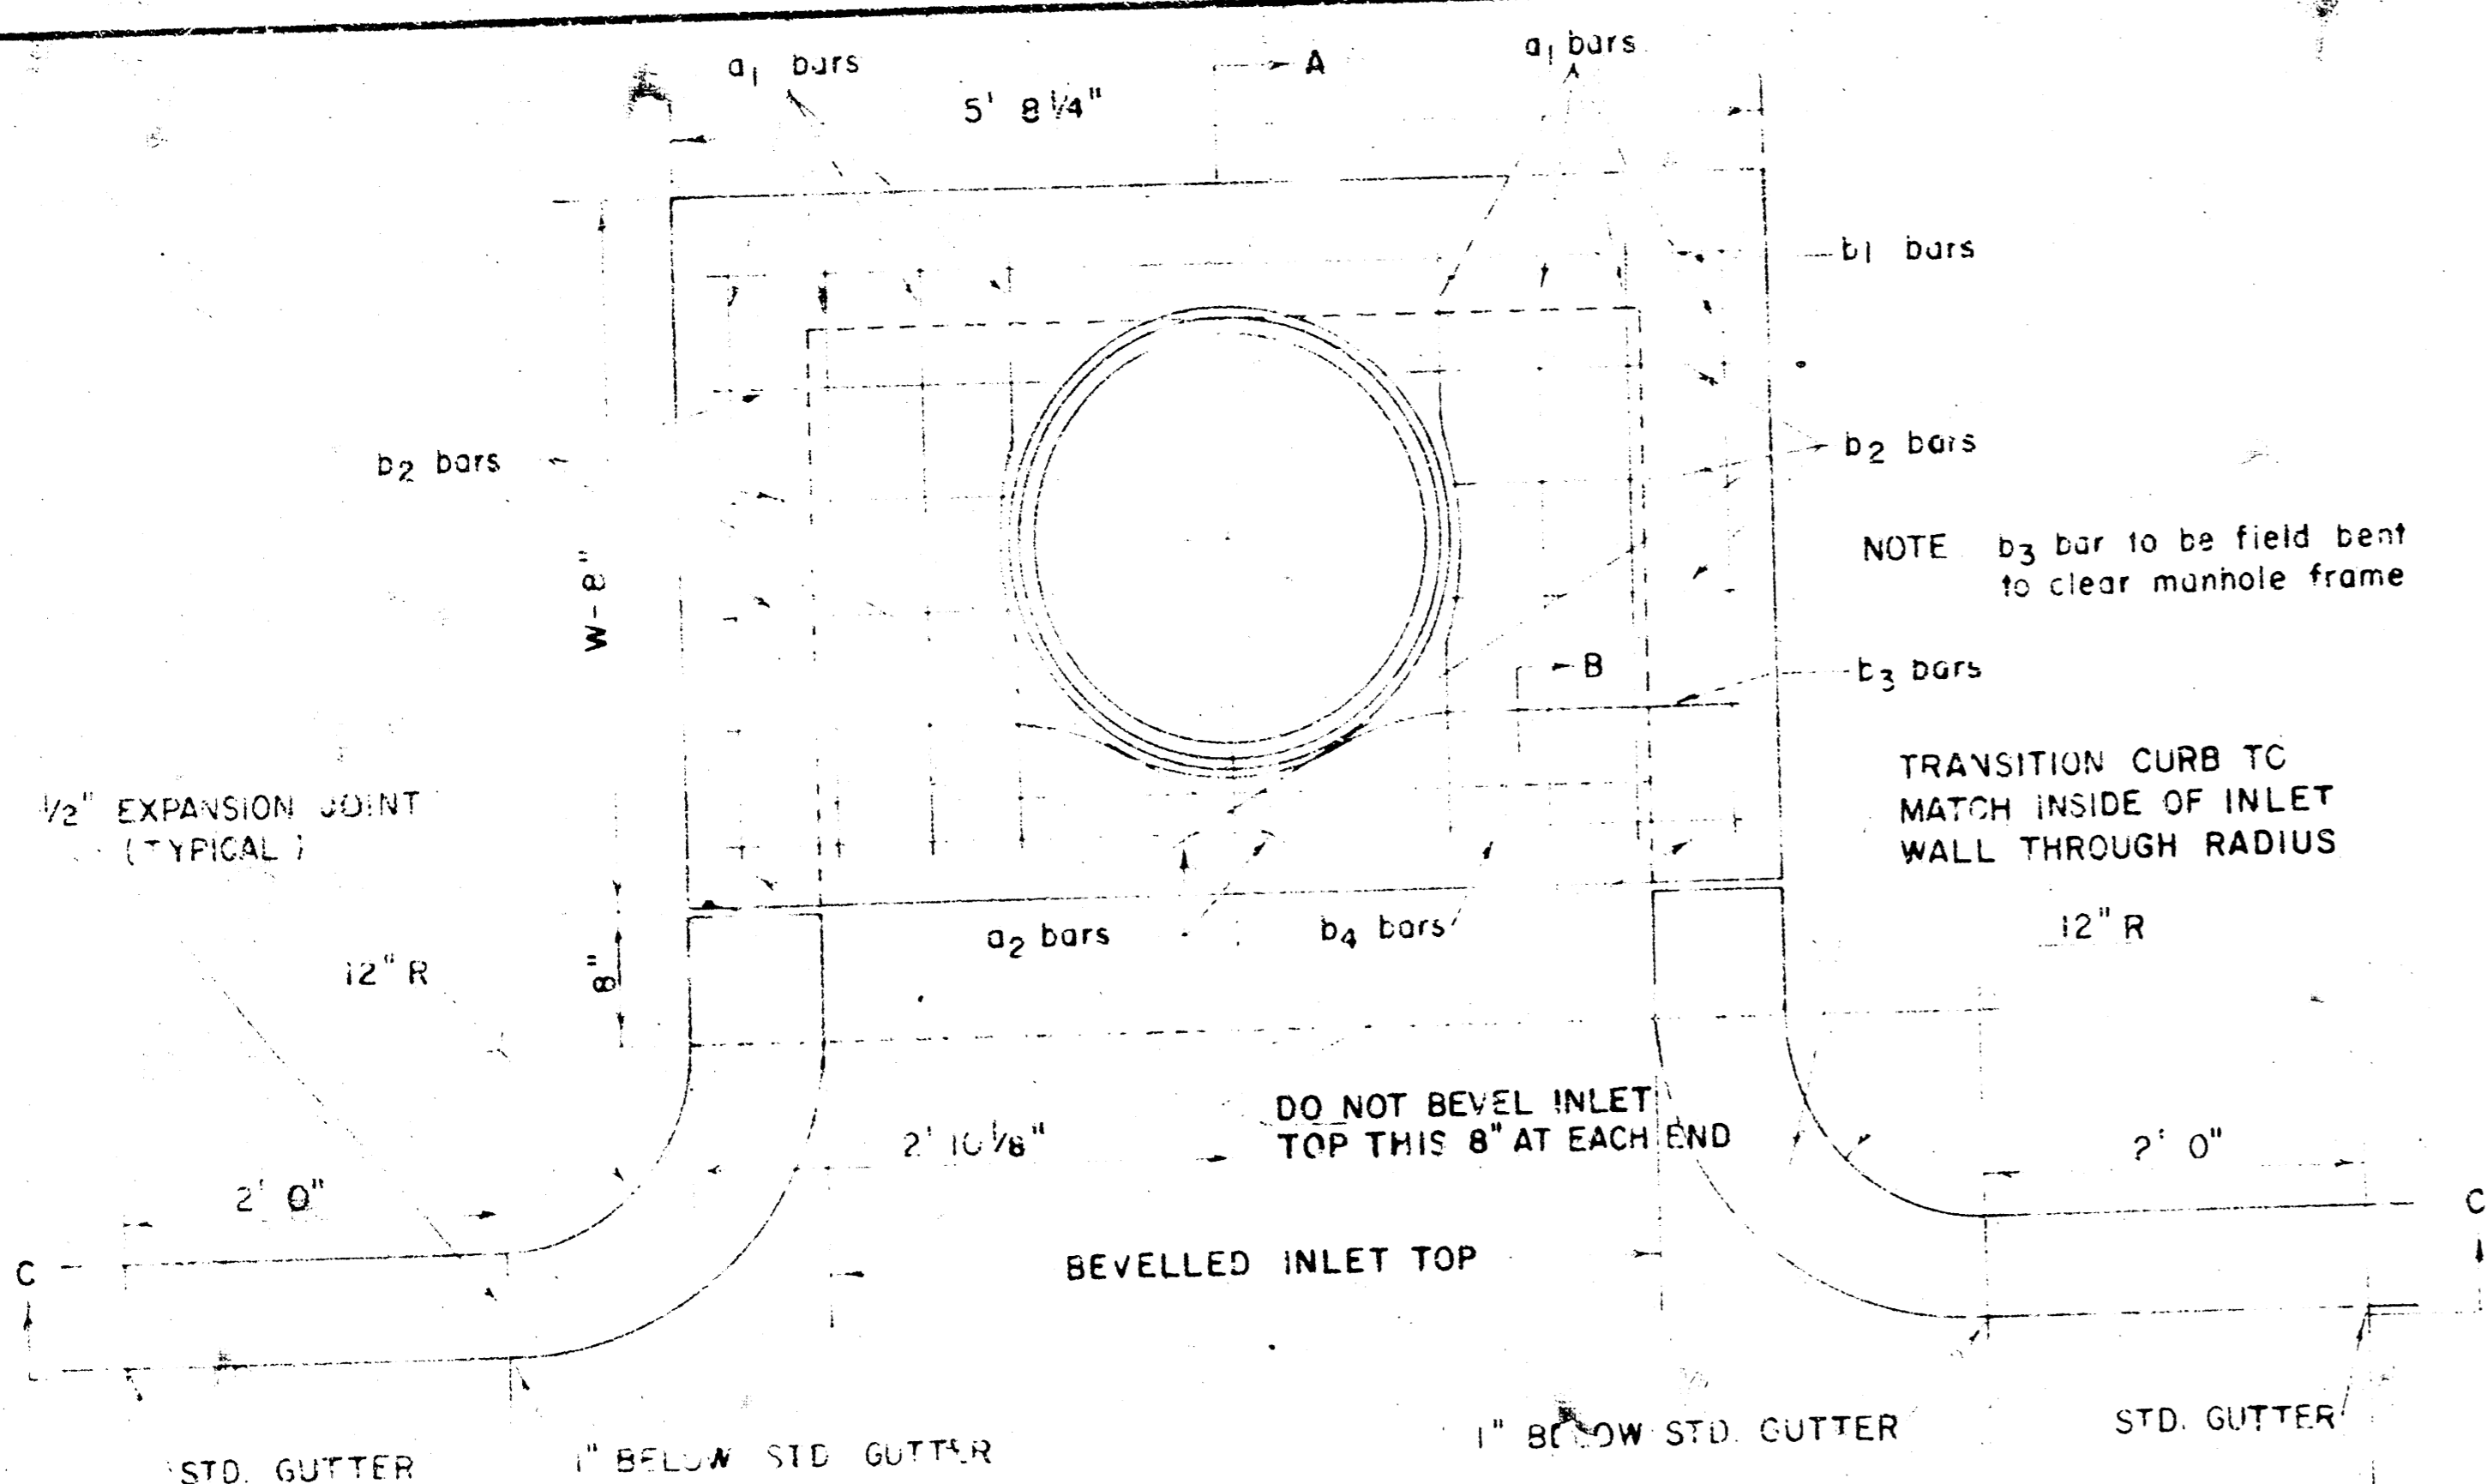 a1 bars
A
a1 bars
5' 8 1/4"
b1 bars
b2 bars
b2 bars
W-8"
NOTE b3 bar to be field bent
to clear manhole frame
B
b3 bars
TRANSITION CURB TO
MATCH INSIDE OF INLET
WALL THROUGH RADIUS
1/2" EXPANSION JOINT
(TYPICAL)
a2 bars
b4 bars
12" R
12" R
8"
DO NOT BEVEL INLET
TOP THIS 8" AT EACH END
2' 10 1/8"
2' 0"
2' 0"
C
C
BEVELLED INLET TOP
STD. GUTTER
1" BELOW STD GUTTER
1" BELOW STD. GUTTER
STD. GUTTER